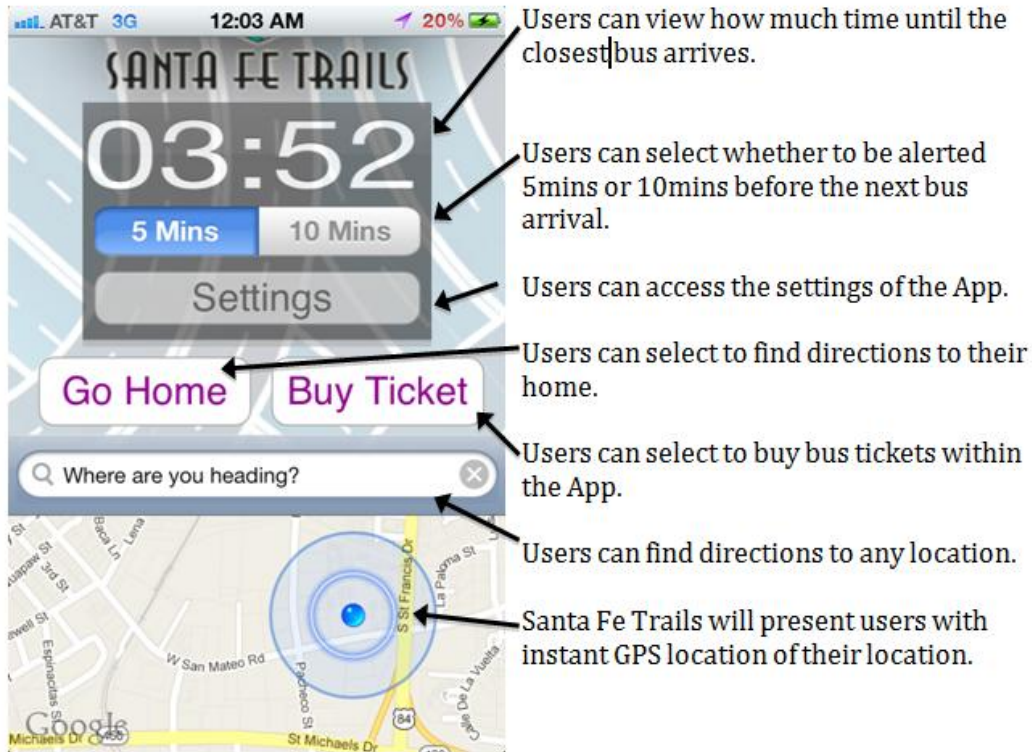 AT&T 3G 12:03 AM 20%
SANTA FE TRAILS
03:52
5 Mins 10 Mins
Settings
Go Home Buy Ticket
Where are you heading?
Baca Ln
Lena
3rd St
La Paloma St
S St Francis Dr
W San Mateo Rd
Espinacitas S
Pacheco St
Calle De La Vuelta
84
Google
Michaels Dr
St Michaels Dr
Users can view how much time until the
closest bus arrives.
Users can select whether to be alerted
5mins or 10mins before the next bus
arrival.
Users can access the settings of the App.
Users can select to find directions to their
home.
Users can select to buy bus tickets within
the App.
Users can find directions to any location.
Santa Fe Trails will present users with
instant GPS location of their location.